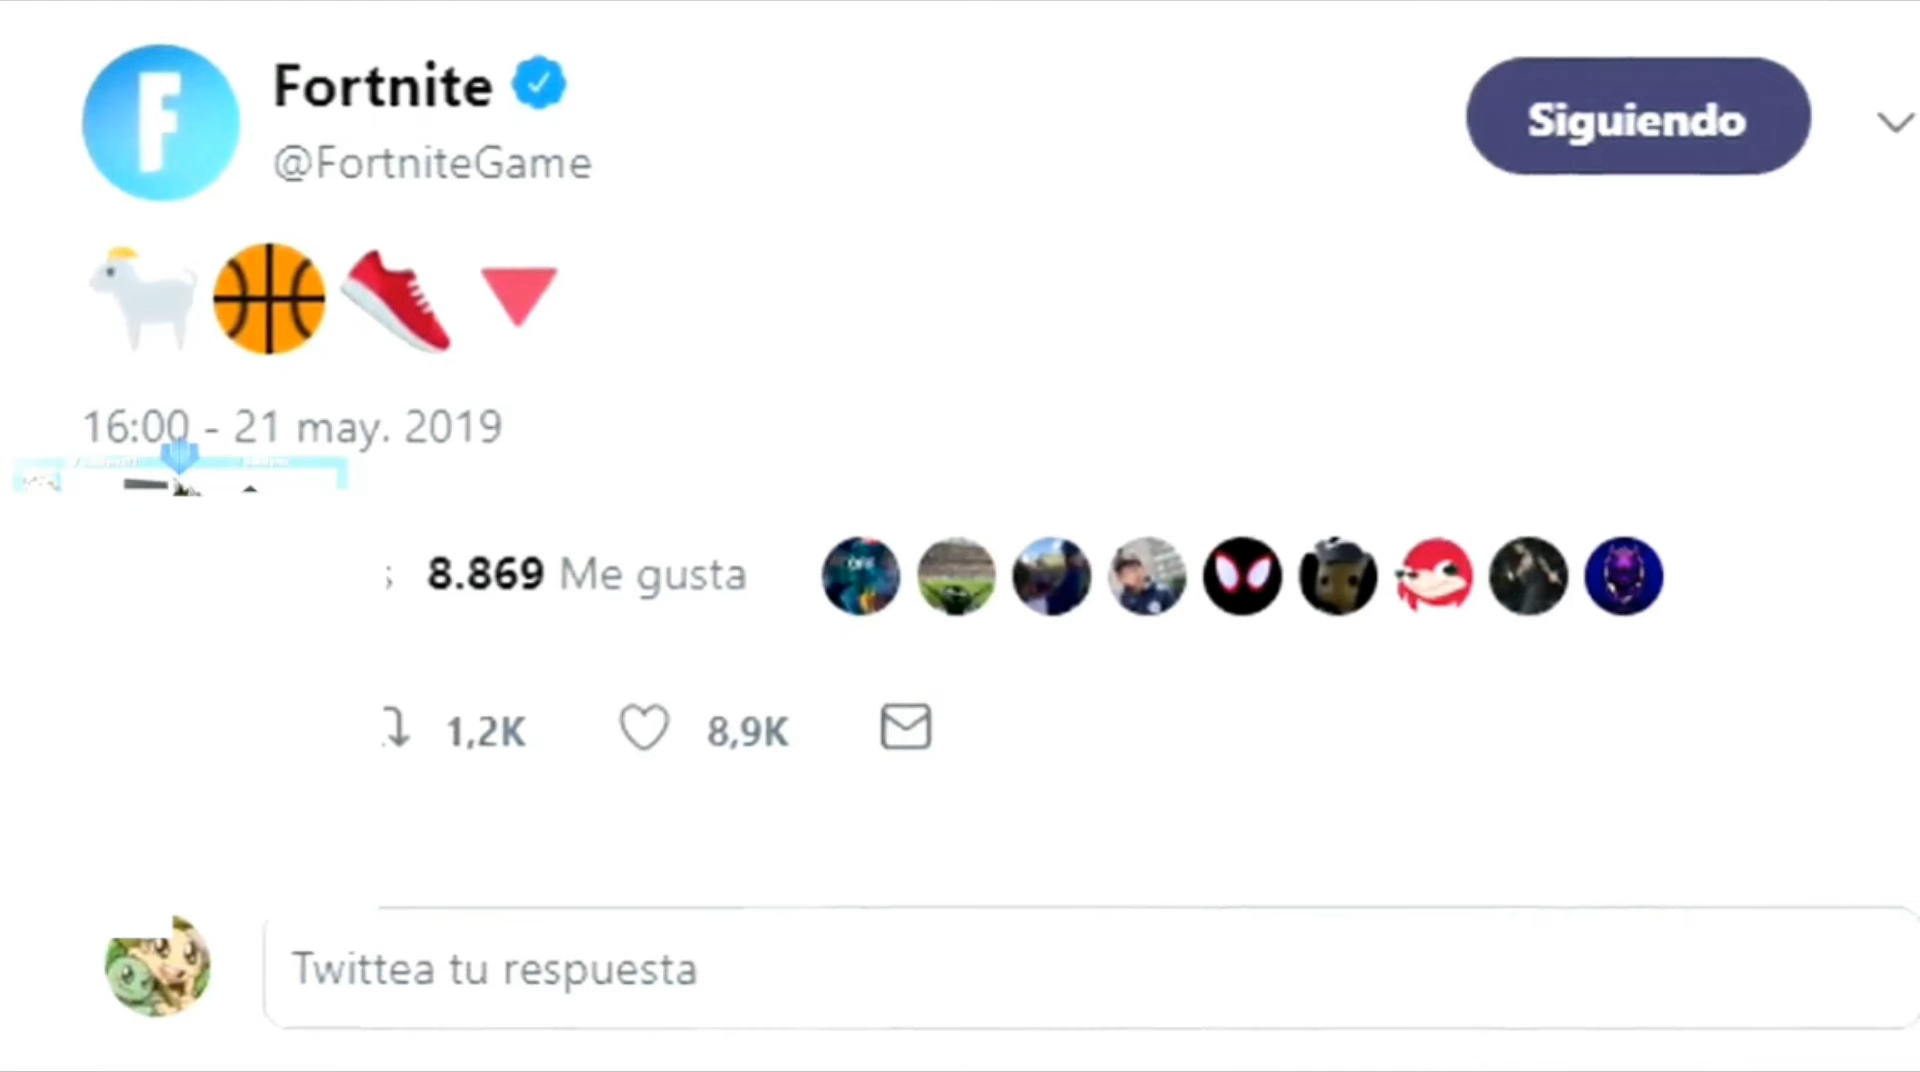 Fortnite
@FortniteGame
Siguiendo
🐐🏀👟🔻
16:00 - 21 may. 2019
s 8.869 Me gusta
1,2K 8,9K
Twittea tu respuesta